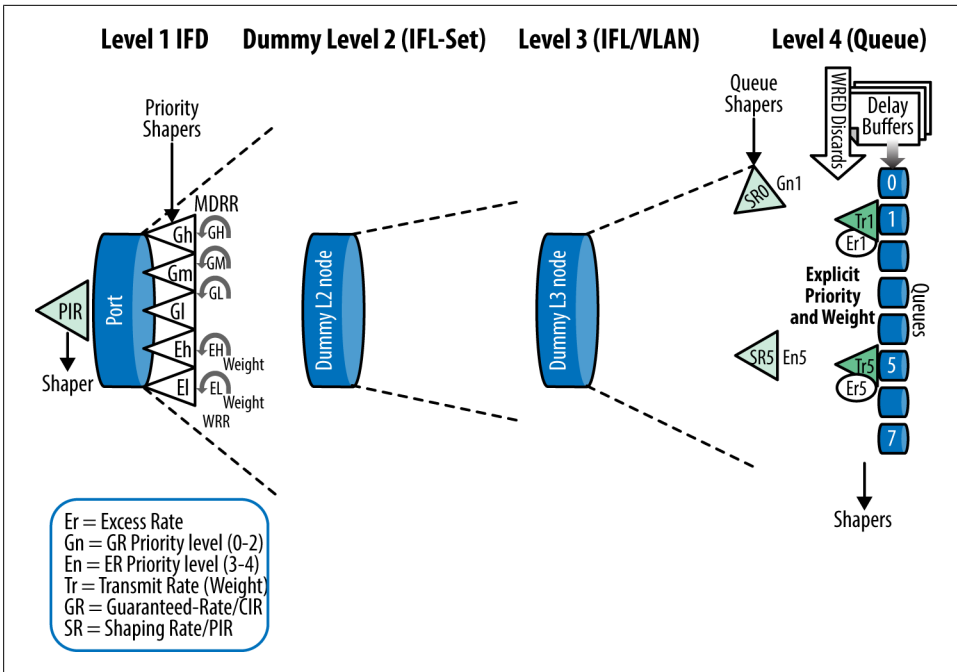 Level 1 IFD
Dummy Level 2 (IFL-Set)
Level 3 (IFL/VLAN)
Level 4 (Queue)
Priority
Shapers
MDRR
Gh
GH
Gm
GM
GL
Gl
Eh
EH
Weight
El
EL
Weight
WRR
PIR
Port
Shaper
Dummy L2 node
Dummy L3 node
Queue
Shapers
SR0
Gn1
SR5
En5
WRED Discards
Delay
Buffers
0
1
Tr1
Er1
Explicit
Priority
and Weight
Queues
Tr5
Er5
5
7
Shapers
Er = Excess Rate
Gn = GR Priority level (0-2)
En = ER Priority level (3-4)
Tr = Transmit Rate (Weight)
GR = Guaranteed-Rate/CIR
SR = Shaping Rate/PIR